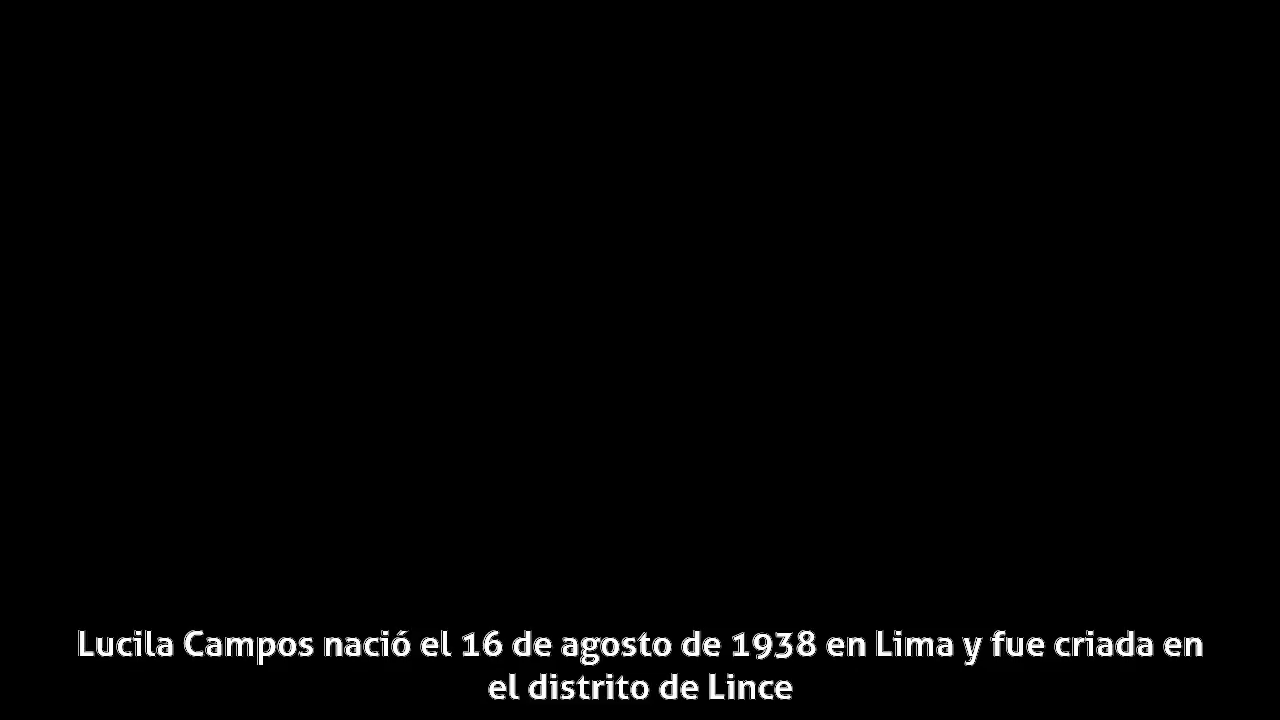 Lucila Campos nació el 16 de agosto de 1938 en Lima y fue criada en
el distrito de Lince